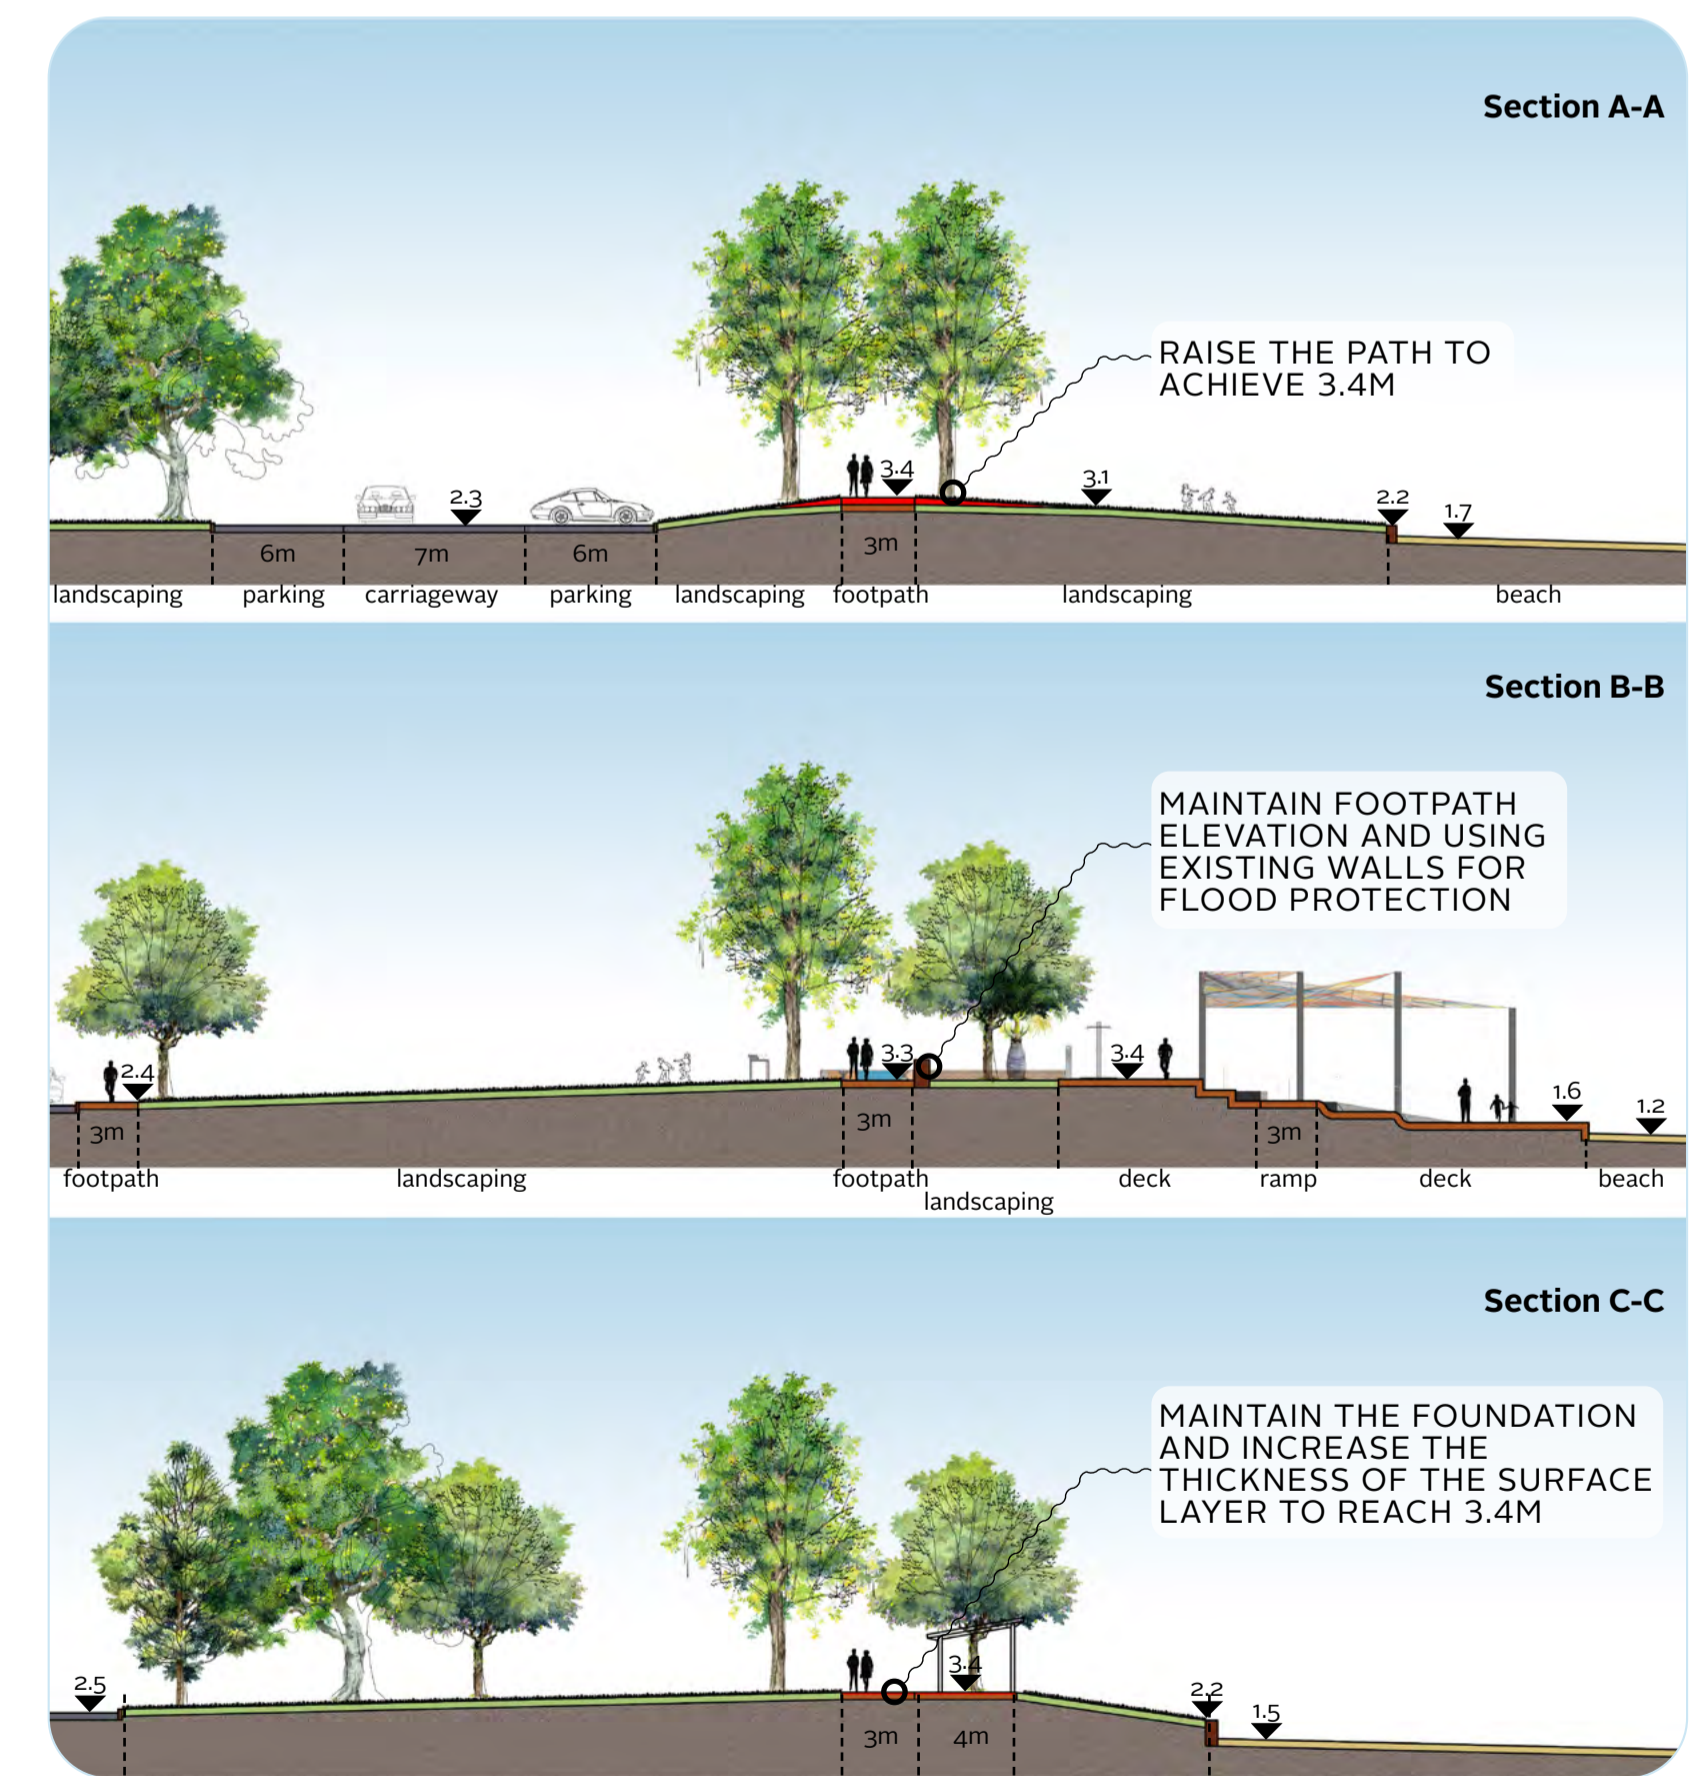 Section A-A
RAISE THE PATH TO
ACHIEVE 3.4M
3.4
3.1
2.3
2.2
1.7
6m
7m
6m
3m
landscaping
parking
carriageway
parking
landscaping
footpath
landscaping
beach
Section B-B
MAINTAIN FOOTPATH
ELEVATION AND USING
EXISTING WALLS FOR
FLOOD PROTECTION
2.4
3.3
3.4
1.6
1.2
3m
3m
3m
footpath
landscaping
footpath
landscaping
deck
ramp
deck
beach
Section C-C
MAINTAIN THE FOUNDATION
AND INCREASE THE
THICKNESS OF THE SURFACE
LAYER TO REACH 3.4M
2.5
3.4
2.2
1.5
3m
4m